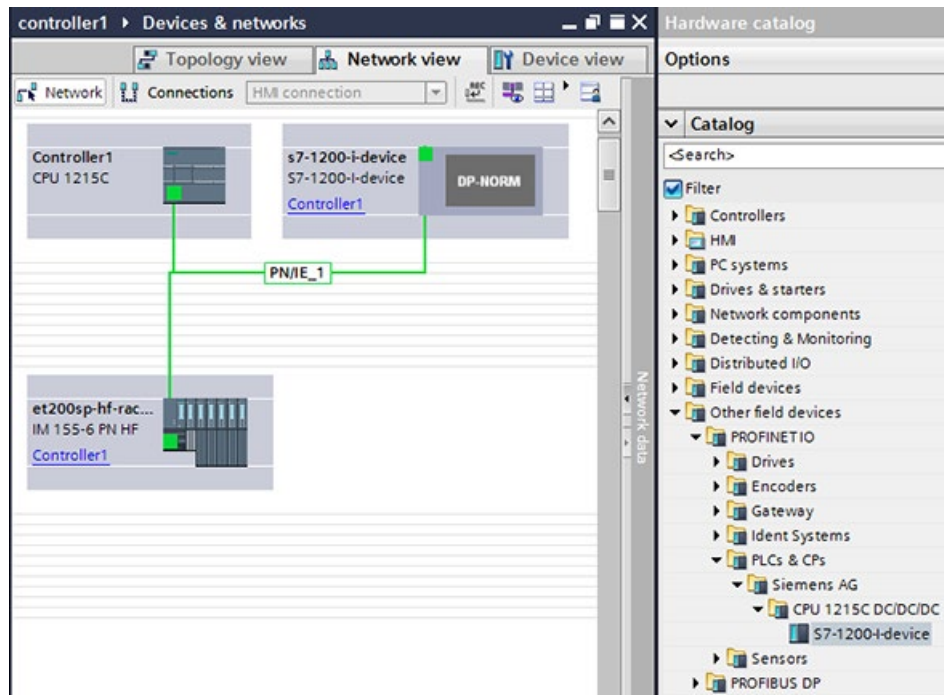 controller1 ▸ Devices & networks
Topology view
Network view
Device view
Network
Connections
HMI connection
Controller1
CPU 1215C
s7-1200-i-device
S7-1200-I-device
Controller1
DP-NORM
PN/IE_1
et200sp-hf-rac...
IM 155-6 PN HF
Controller1
Network data
Hardware catalog
Options
Catalog
<Search>
Filter
Controllers
HMI
PC systems
Drives & starters
Network components
Detecting & Monitoring
Distributed I/O
Field devices
Other field devices
PROFINET IO
Drives
Encoders
Gateway
Ident Systems
PLCs & CPs
Siemens AG
CPU 1215C DC/DC/DC
S7-1200-I-device
Sensors
PROFIBUS DP